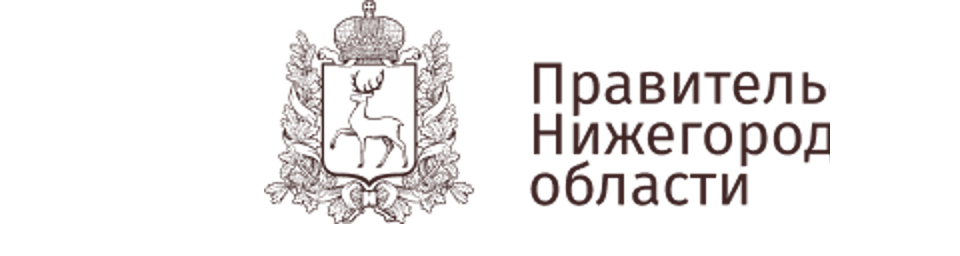 Правитель
Нижегород
области